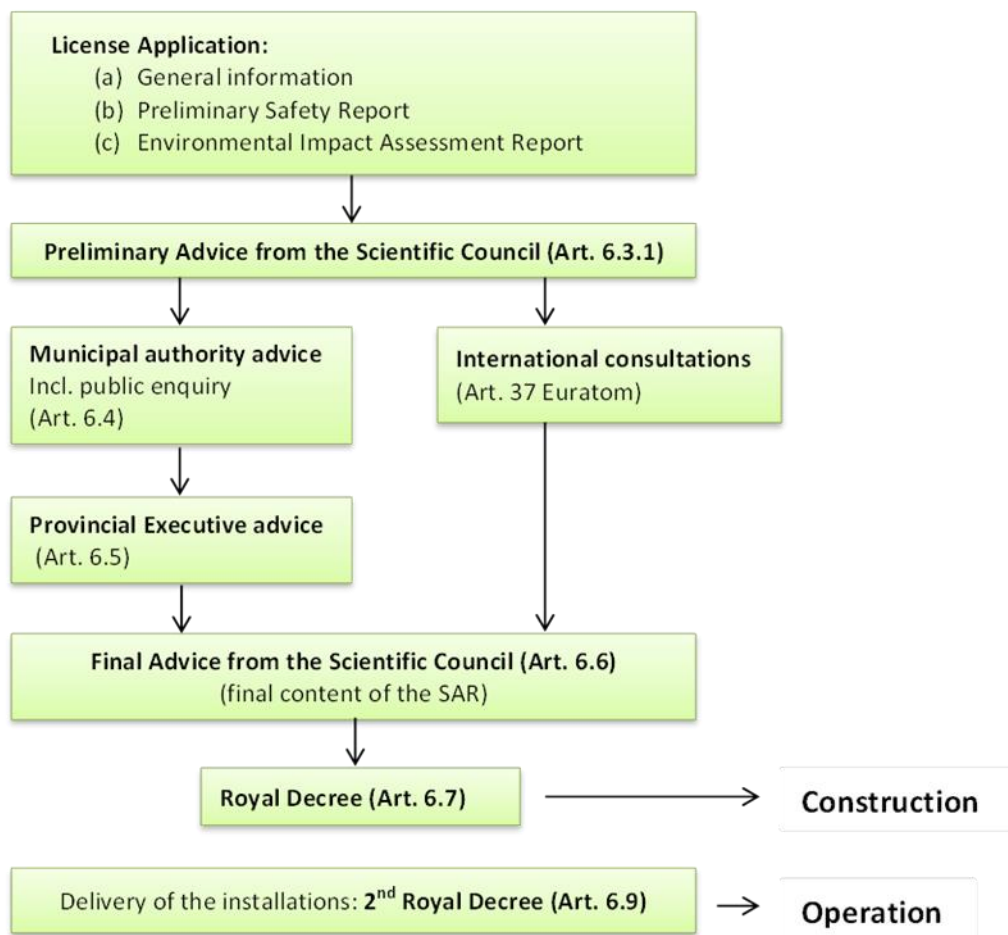 License Application:
(a) General information
(b) Preliminary Safety Report
(c) Environmental Impact Assessment Report
Preliminary Advice from the Scientific Council (Art. 6.3.1)
Municipal authority advice
Incl. public enquiry
(Art. 6.4)
International consultations
(Art. 37 Euratom)
Provincial Executive advice
(Art. 6.5)
Final Advice from the Scientific Council (Art. 6.6)
(final content of the SAR)
Royal Decree (Art. 6.7)
Construction
Delivery of the installations: 2nd Royal Decree (Art. 6.9)
Operation